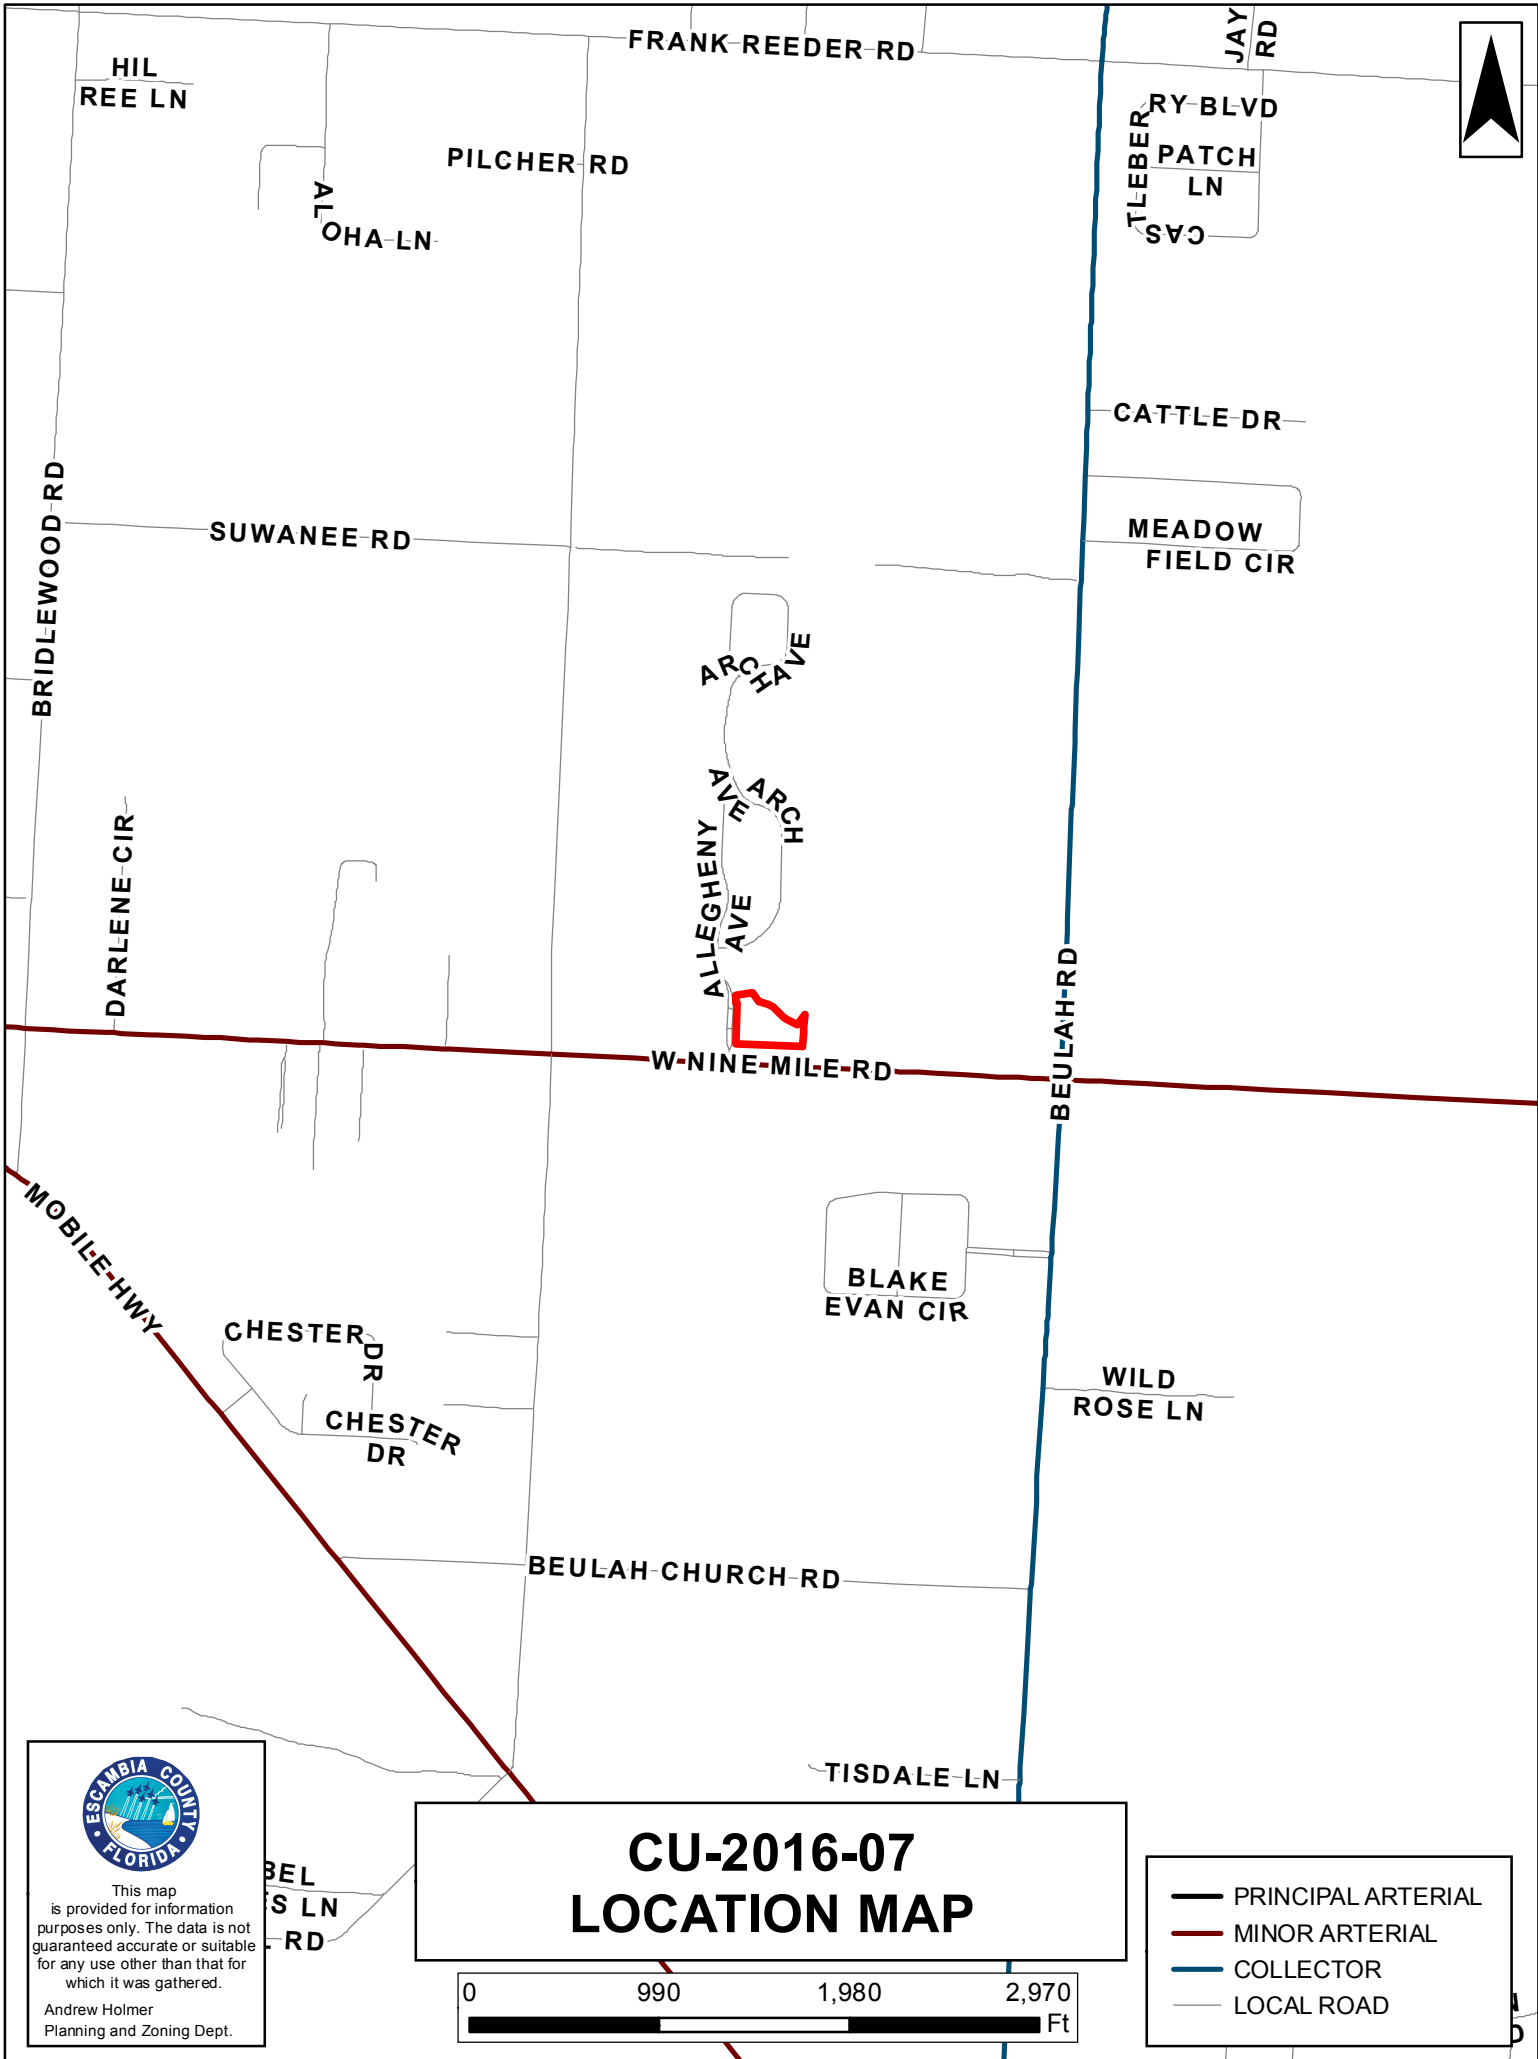 FRANK REEDER RD
JAY
RD
HIL
REE LN
RY BLVD
TLEBER
PATCH
LN
CAS
PILCHER RD
AL
OHA LN
CATTLE DR
BRIDLEWOOD RD
SUWANEE RD
MEADOW
FIELD CIR
ARCH AVE
ARCH
AVE
ALLEGHENY
AVE
DARLENE CIR
BEULAH RD
W NINE MILE RD
MOBILE HWY
BLAKE
EVAN CIR
CHESTER
DR
CHESTER
DR
WILD
ROSE LN
BEULAH CHURCH RD
TISDALE LN
ESCAMBIA COUNTY
FLORIDA
This map
is provided for information
purposes only. The data is not
guaranteed accurate or suitable
for any use other than that for
which it was gathered.
Andrew Holmer
Planning and Zoning Dept.
BEL
S LN
RD
CU-2016-07
LOCATION MAP
0 990 1,980 2,970
Ft
PRINCIPAL ARTERIAL
MINOR ARTERIAL
COLLECTOR
LOCAL ROAD